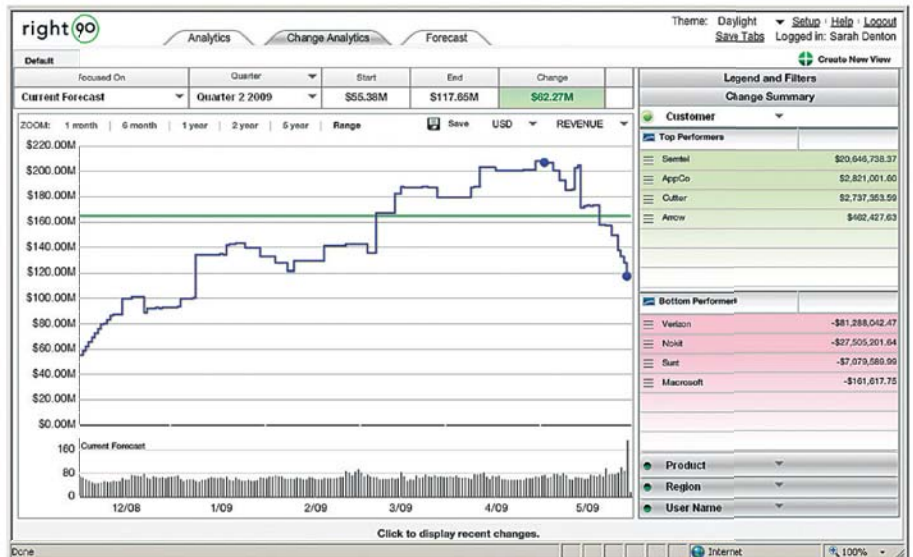 right90
Analytics
Change Analytics
Forecast
Theme: Daylight Setup Help Logout
Save Tabs Logged in: Sarah Denton
Default
Create New View
Focused On Quarter Start End Change
Current Forecast Quarter 2 2009 $55.38M $117.65M $62.27M
ZOOM: 1 month | 6 month | 1 year | 2 year | 5 year | Range Save USD REVENUE
$220.00M
$200.00M
$180.00M
$160.00M
$140.00M
$120.00M
$100.00M
$80.00M
$60.00M
$40.00M
$20.00M
$0.00M
160 Current Forecast
80
0
12/08 1/09 2/09 3/09 4/09 5/09
Legend and Filters
Change Summary
Customer
Top Performers
Semtel $20,646,738.37
AppCo $2,821,001.60
Cutter $2,737,353.59
Arrow $462,427.63
Bottom Performers
Verizon -$81,288,042.47
Nokit -$27,505,201.64
Sunt -$7,079,589.99
Macrosoft -$161,617.75
Product
Region
User Name
Click to display recent changes.
Done Internet 100%